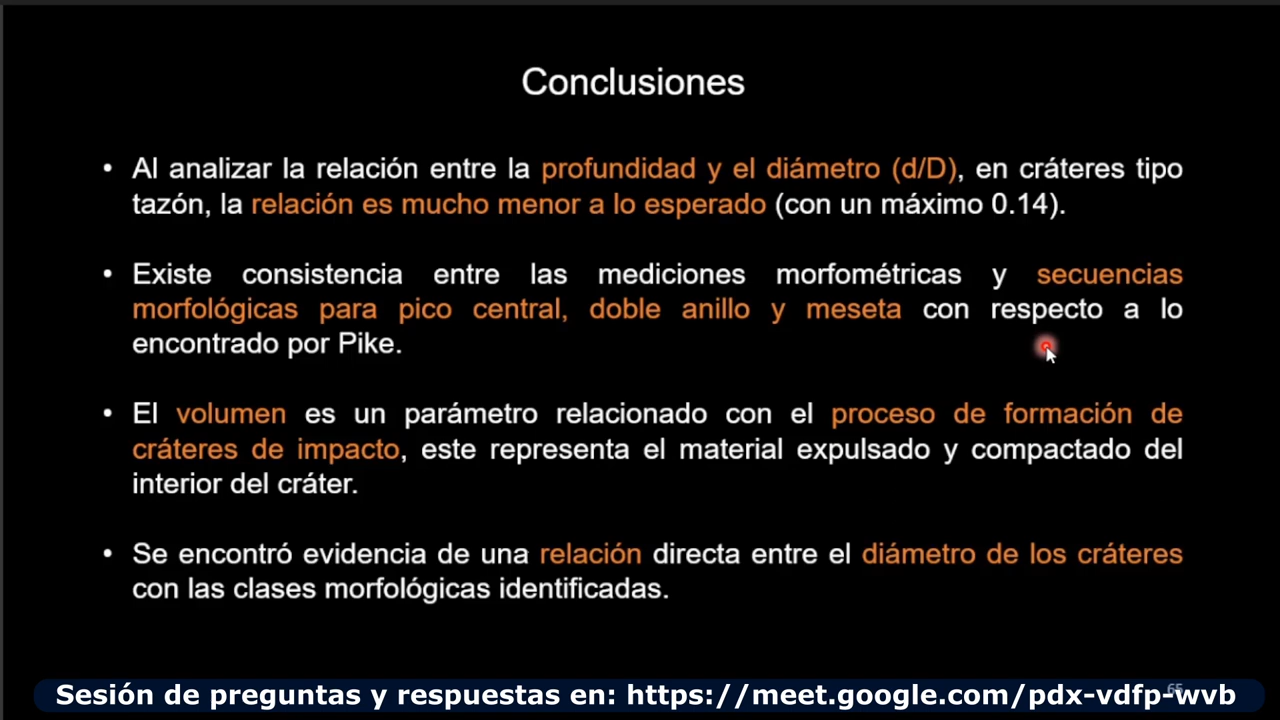 Conclusiones
• Al analizar la relación entre la profundidad y el diámetro (d/D), en cráteres tipo
tazón, la relación es mucho menor a lo esperado (con un máximo 0.14).
• Existe consistencia entre las mediciones morfométricas y secuencias
morfológicas para pico central, doble anillo y meseta con respecto a lo
encontrado por Pike.
• El volumen es un parámetro relacionado con el proceso de formación de
cráteres de impacto, este representa el material expulsado y compactado del
interior del cráter.
• Se encontró evidencia de una relación directa entre el diámetro de los cráteres
con las clases morfológicas identificadas.
Sesión de preguntas y respuestas en: https://meet.google.com/pdx-vdfp-wvb